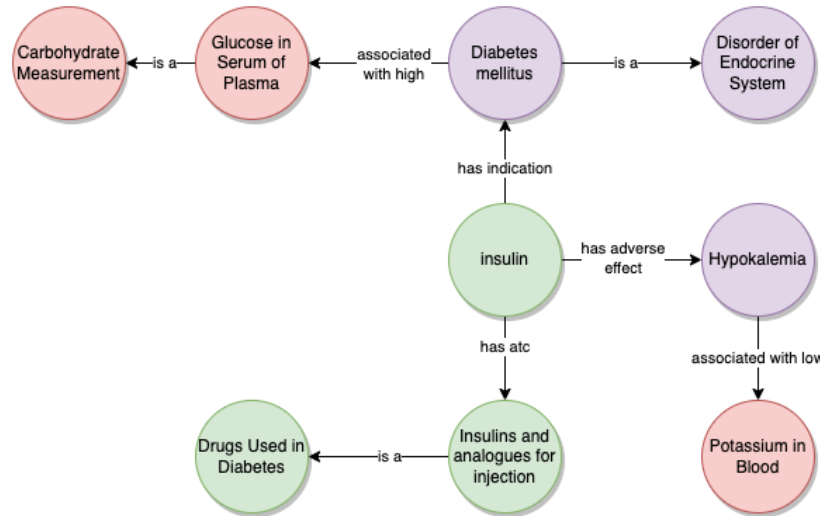 Carbohydrate
Measurement
is a
Glucose in
Serum of
Plasma
associated
with high
Diabetes
mellitus
is a
Disorder of
Endocrine
System
has indication
insulin
has adverse
effect
Hypokalemia
has atc
associated with low
Drugs Used in
Diabetes
is a
Insulins and
analogues for
injection
Potassium in
Blood